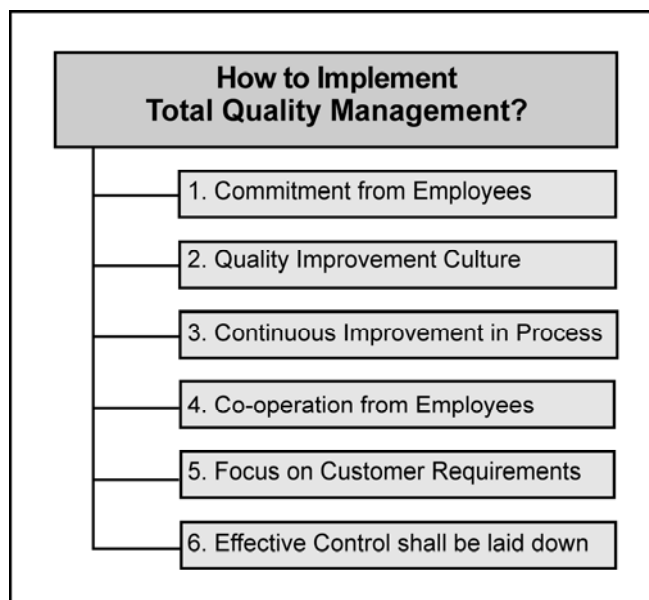 How to Implement
Total Quality Management?
1. Commitment from Employees
2. Quality Improvement Culture
3. Continuous Improvement in Process
4. Co-operation from Employees
5. Focus on Customer Requirements
6. Effective Control shall be laid down